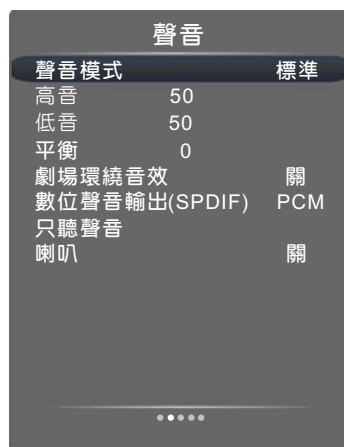 聲音
聲音模式 標準
高音 50
低音 50
平衡 0
劇場環繞音效 關
數位聲音輸出(SPDIF) PCM
只聽聲音
喇叭 關